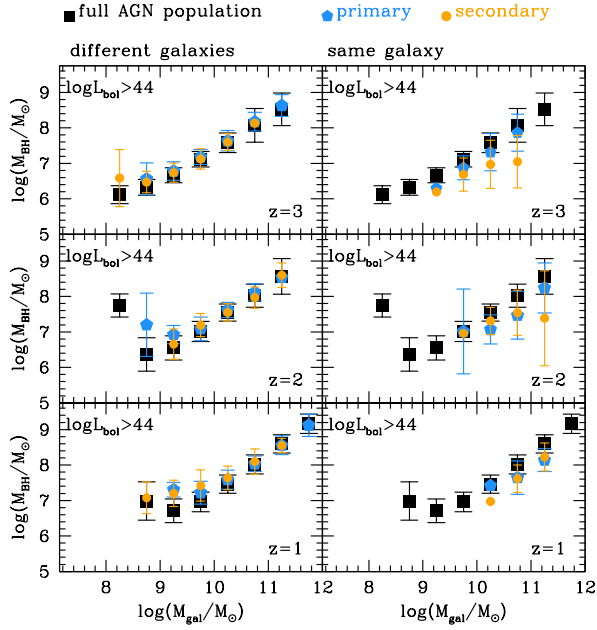 full AGN population primary secondary
different galaxies same galaxy
logL_bol>44 logL_bol>44
9
8
7
6
5
log(M_BH/M_⊙)
z=3 z=3
logL_bol>44 logL_bol>44
9
8
7
6
5
log(M_BH/M_⊙)
z=2 z=2
logL_bol>44 logL_bol>44
9
8
7
6
5
log(M_BH/M_⊙)
z=1 z=1
8 9 10 11 12 8 9 10 11 12
log(M_gal/M_⊙) log(M_gal/M_⊙)